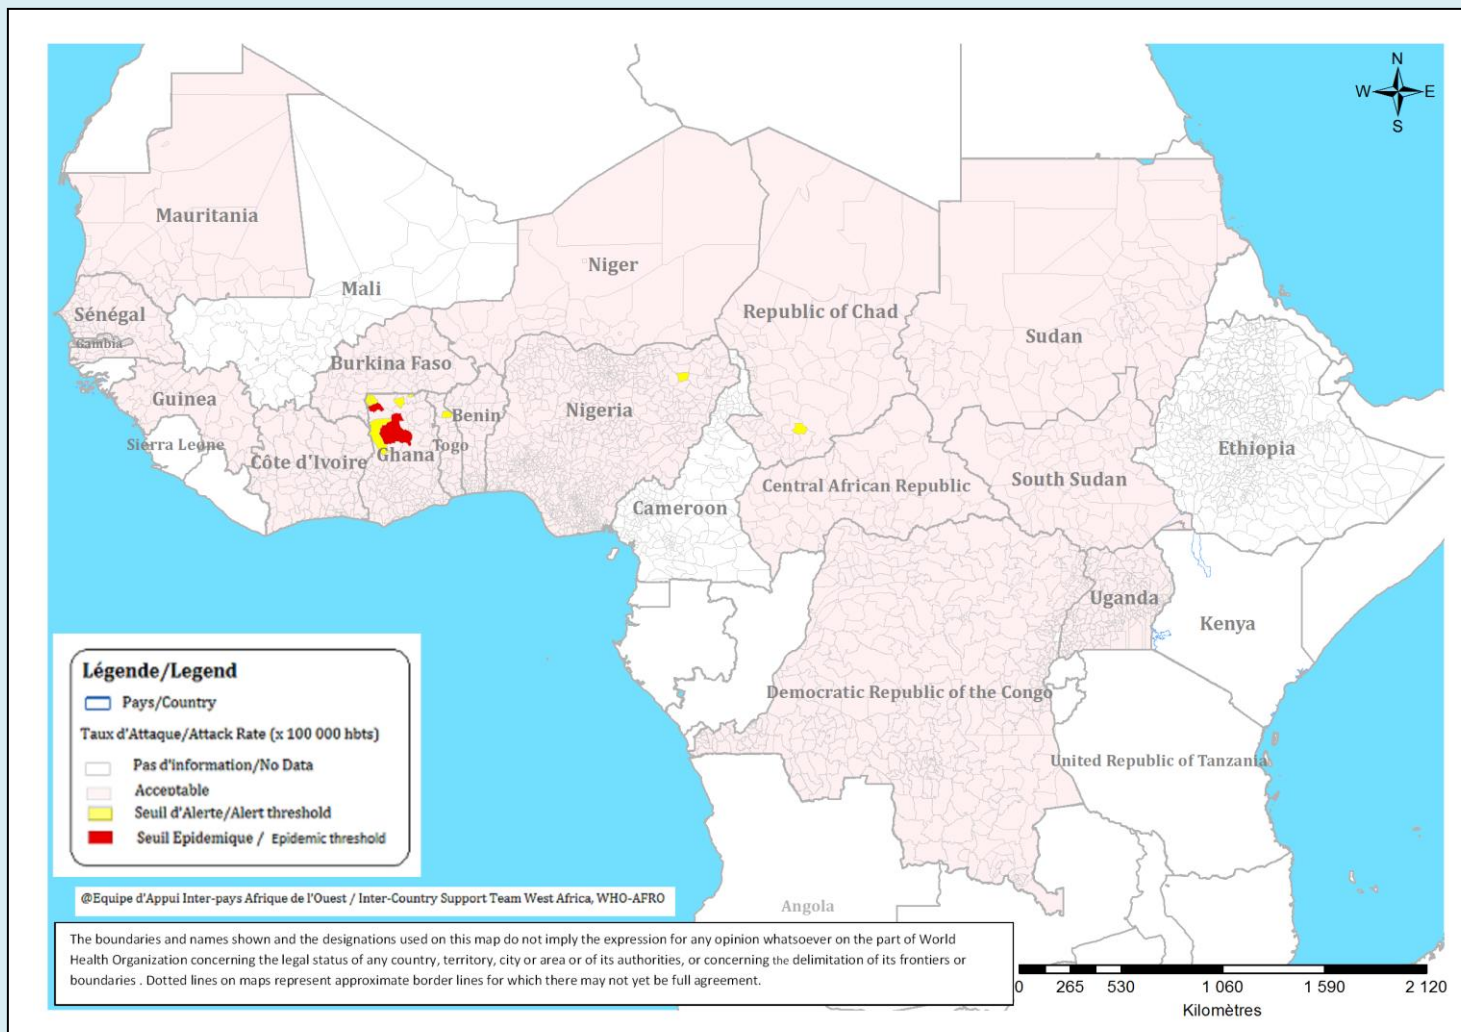 N
W E
S
Mauritania
Mali
Niger
Republic of Chad
Sudan
Sénégal
Gambia
Burkina Faso
Guinea
Benin
Nigeria
Sierra Leone
Côte d'Ivoire
Ghana
Togo
Ethiopia
Central African Republic
South Sudan
Cameroon
Uganda
Kenya
Democratic Republic of the Congo
United Republic of Tanzania
Angola
Légende/Legend
Pays/Country
Taux d'Attaque/Attack Rate (x 100 000 hbts)
Pas d'information/No Data
Acceptable
Seuil d'Alerte/Alert threshold
Seuil Epidemique / Epidemic threshold
@Equipe d'Appui Inter-pays Afrique de l'Ouest / Inter-Country Support Team West Africa, WHO-AFRO
The boundaries and names shown and the designations used on this map do not imply the expression for any opinion whatsoever on the part of World
Health Organization concerning the legal status of any country, territory, city or area or of its authorities, or concerning the delimitation of its frontiers or
boundaries . Dotted lines on maps represent approximate border lines for which there may not yet be full agreement.
0 265 530 1 060 1 590 2 120
Kilomètres